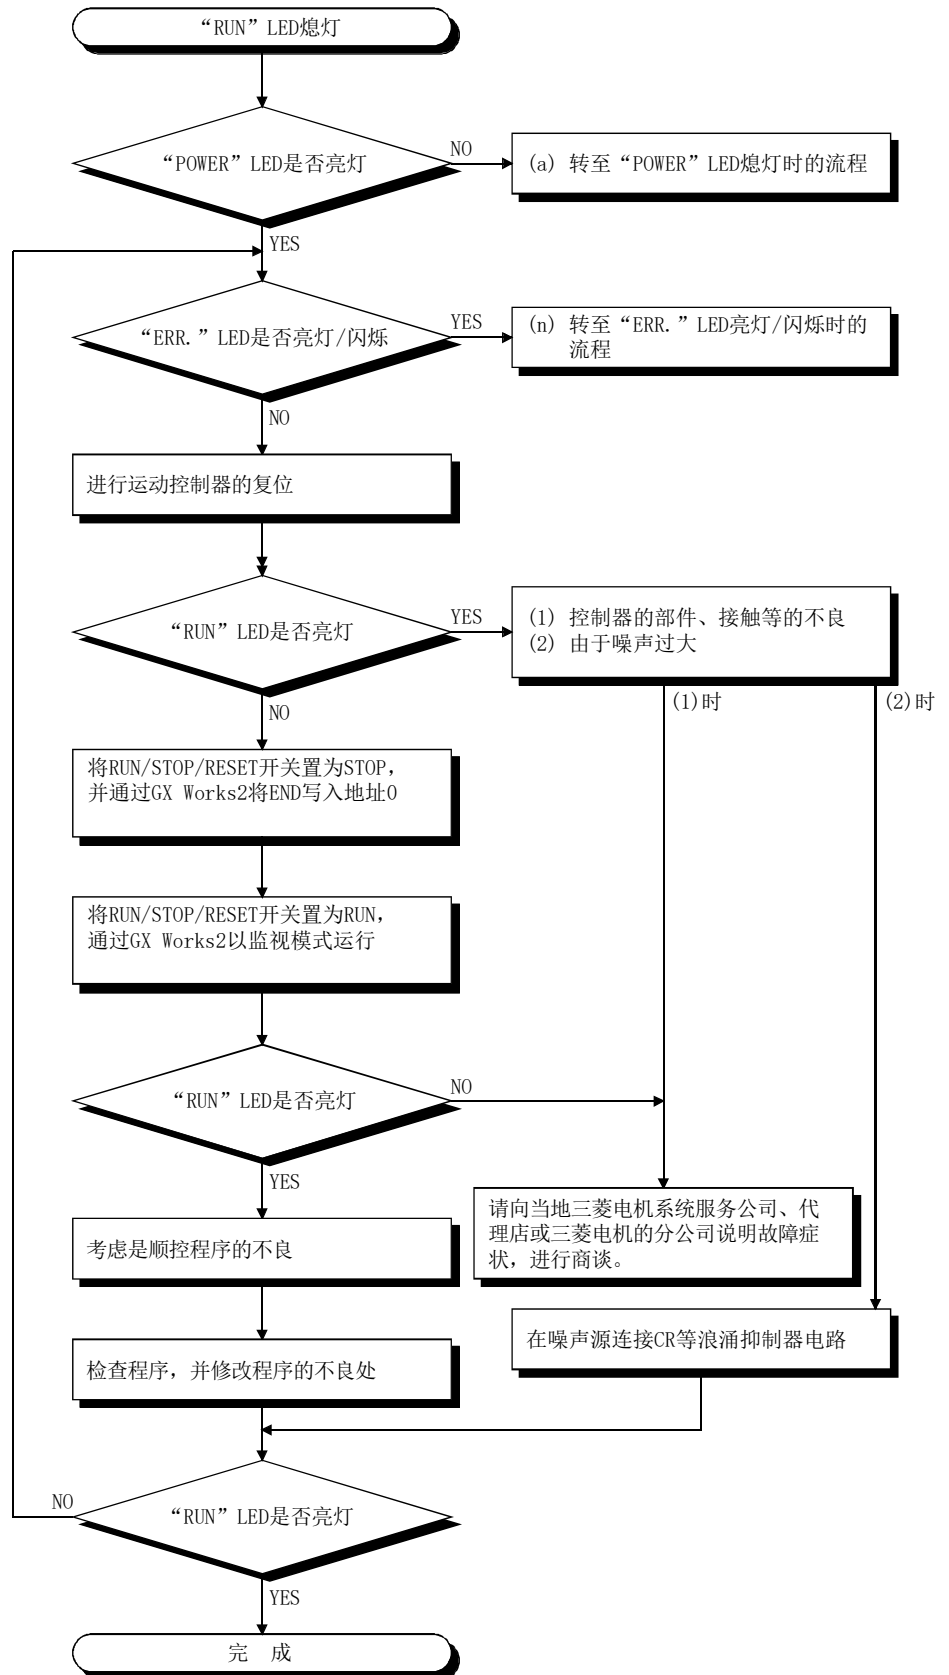 “RUN”LED熄灯
“POWER”LED是否亮灯
NO
(a) 转至“POWER”LED熄灯时的流程
YES
“ERR.”LED是否亮灯/闪烁
YES
(n) 转至“ERR.”LED亮灯/闪烁时的
流程
NO
进行运动控制器的复位
“RUN”LED是否亮灯
YES
(1) 控制器的部件、接触等的不良
(2) 由于噪声过大
(1)时
(2)时
NO
将RUN/STOP/RESET开关置为STOP，
并通过GX Works2将END写入地址0
将RUN/STOP/RESET开关置为RUN，
通过GX Works2以监视模式运行
“RUN”LED是否亮灯
NO
YES
请向当地三菱电机系统服务公司、代
理店或三菱电机的分公司说明故障症
状，进行商谈。
考虑是顺控程序的不良
在噪声源连接CR等浪涌抑制器电路
检查程序，并修改程序的不良处
NO
“RUN”LED是否亮灯
YES
完 成